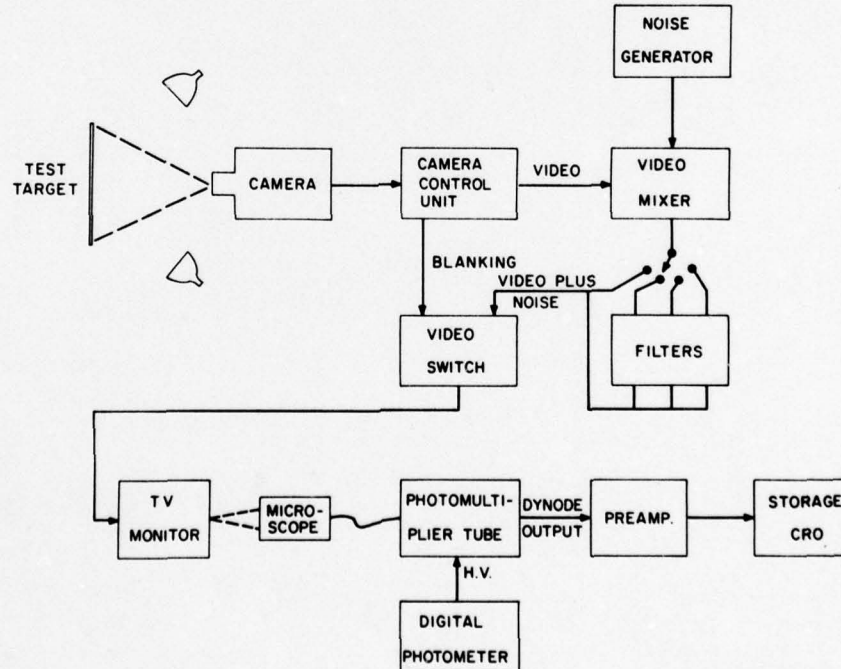 NOISE
GENERATOR
TEST
TARGET
CAMERA
CAMERA
CONTROL
UNIT
VIDEO
VIDEO
MIXER
BLANKING
VIDEO PLUS
NOISE
VIDEO
SWITCH
FILTERS
TV
MONITOR
MICRO-
SCOPE
PHOTOMULTI-
PLIER TUBE
DYNODE
OUTPUT
PREAMP.
STORAGE
CRO
H.V.
DIGITAL
PHOTOMETER